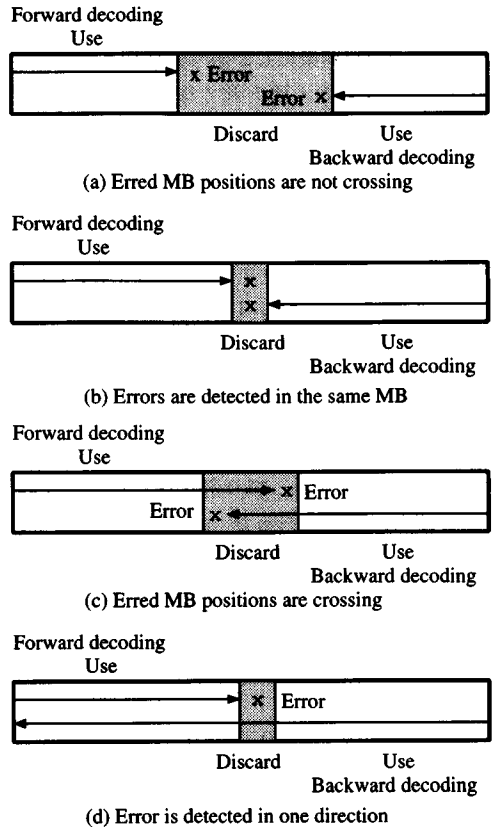 Forward decoding
Use
x Error
Error x
Discard
Use
Backward decoding
(a) Erred MB positions are not crossing
Forward decoding
Use
x
x
Discard
Use
Backward decoding
(b) Errors are detected in the same MB
Forward decoding
Use
x Error
Error x
Discard
Use
Backward decoding
(c) Erred MB positions are crossing
Forward decoding
Use
x Error
Discard
Use
Backward decoding
(d) Error is detected in one direction